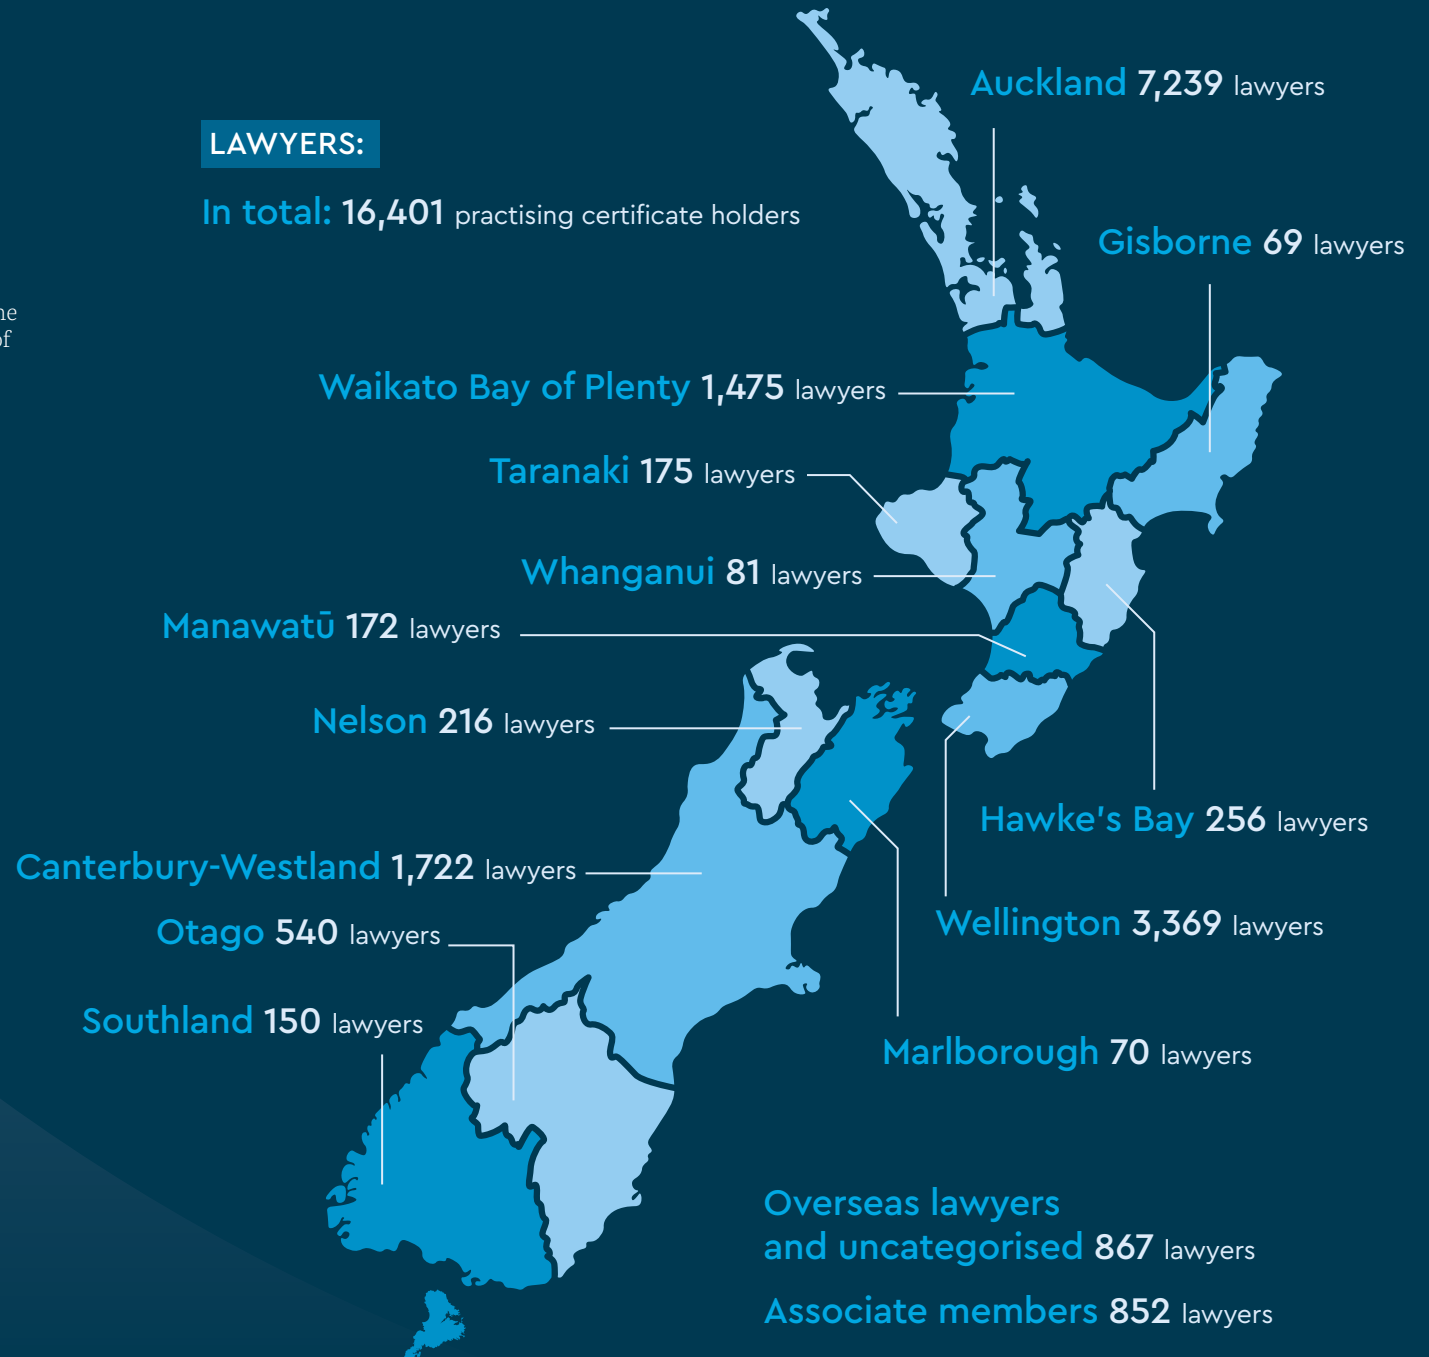 LAWYERS:
In total: 16,401 practising certificate holders
Auckland 7,239 lawyers
Gisborne 69 lawyers
Waikato Bay of Plenty 1,475 lawyers
Taranaki 175 lawyers
Whanganui 81 lawyers
Manawatū 172 lawyers
Nelson 216 lawyers
Hawke's Bay 256 lawyers
Canterbury-Westland 1,722 lawyers
Wellington 3,369 lawyers
Otago 540 lawyers
Southland 150 lawyers
Marlborough 70 lawyers
Overseas lawyers
and uncategorised 867 lawyers
Associate members 852 lawyers